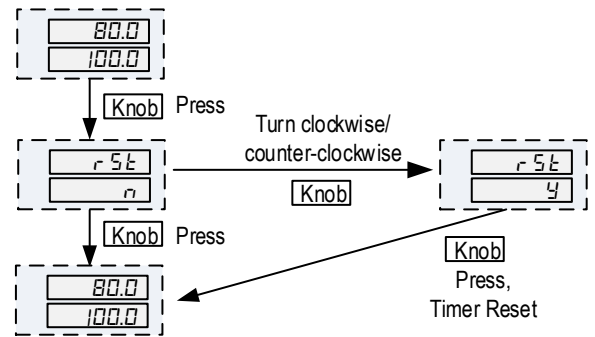 80.0
100.0
Knob Press
Turn clockwise/
counter-clockwise
Knob
rSt
n
rSt
y
Knob Press
Knob
Press,
Timer Reset
80.0
100.0